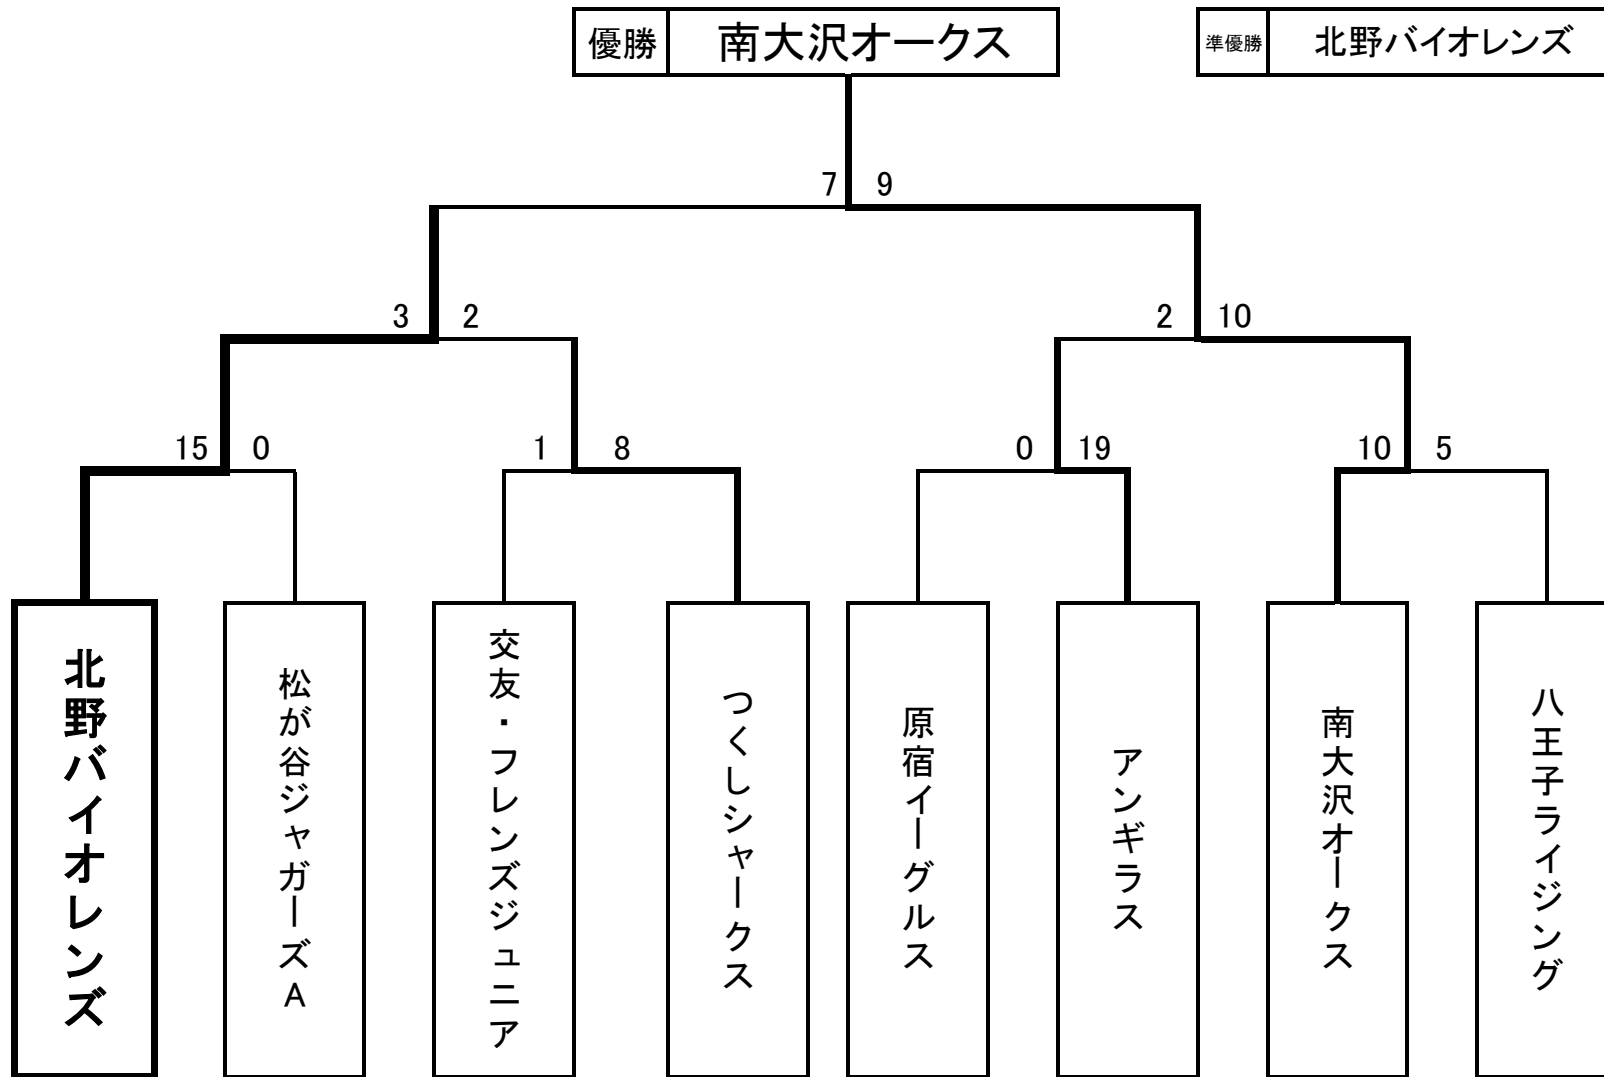 優勝 南大沢オークス 準優勝 北野バイオレンズ
7 9
3 2 2 10
15 0 1 8 0 19 10 5
北野バイオレンズ
松が谷ジャガーズA
交友・フレンズジュニア
つくしシャークス
原宿イーグルス
アンギラス
南大沢オークス
八王子ライジング